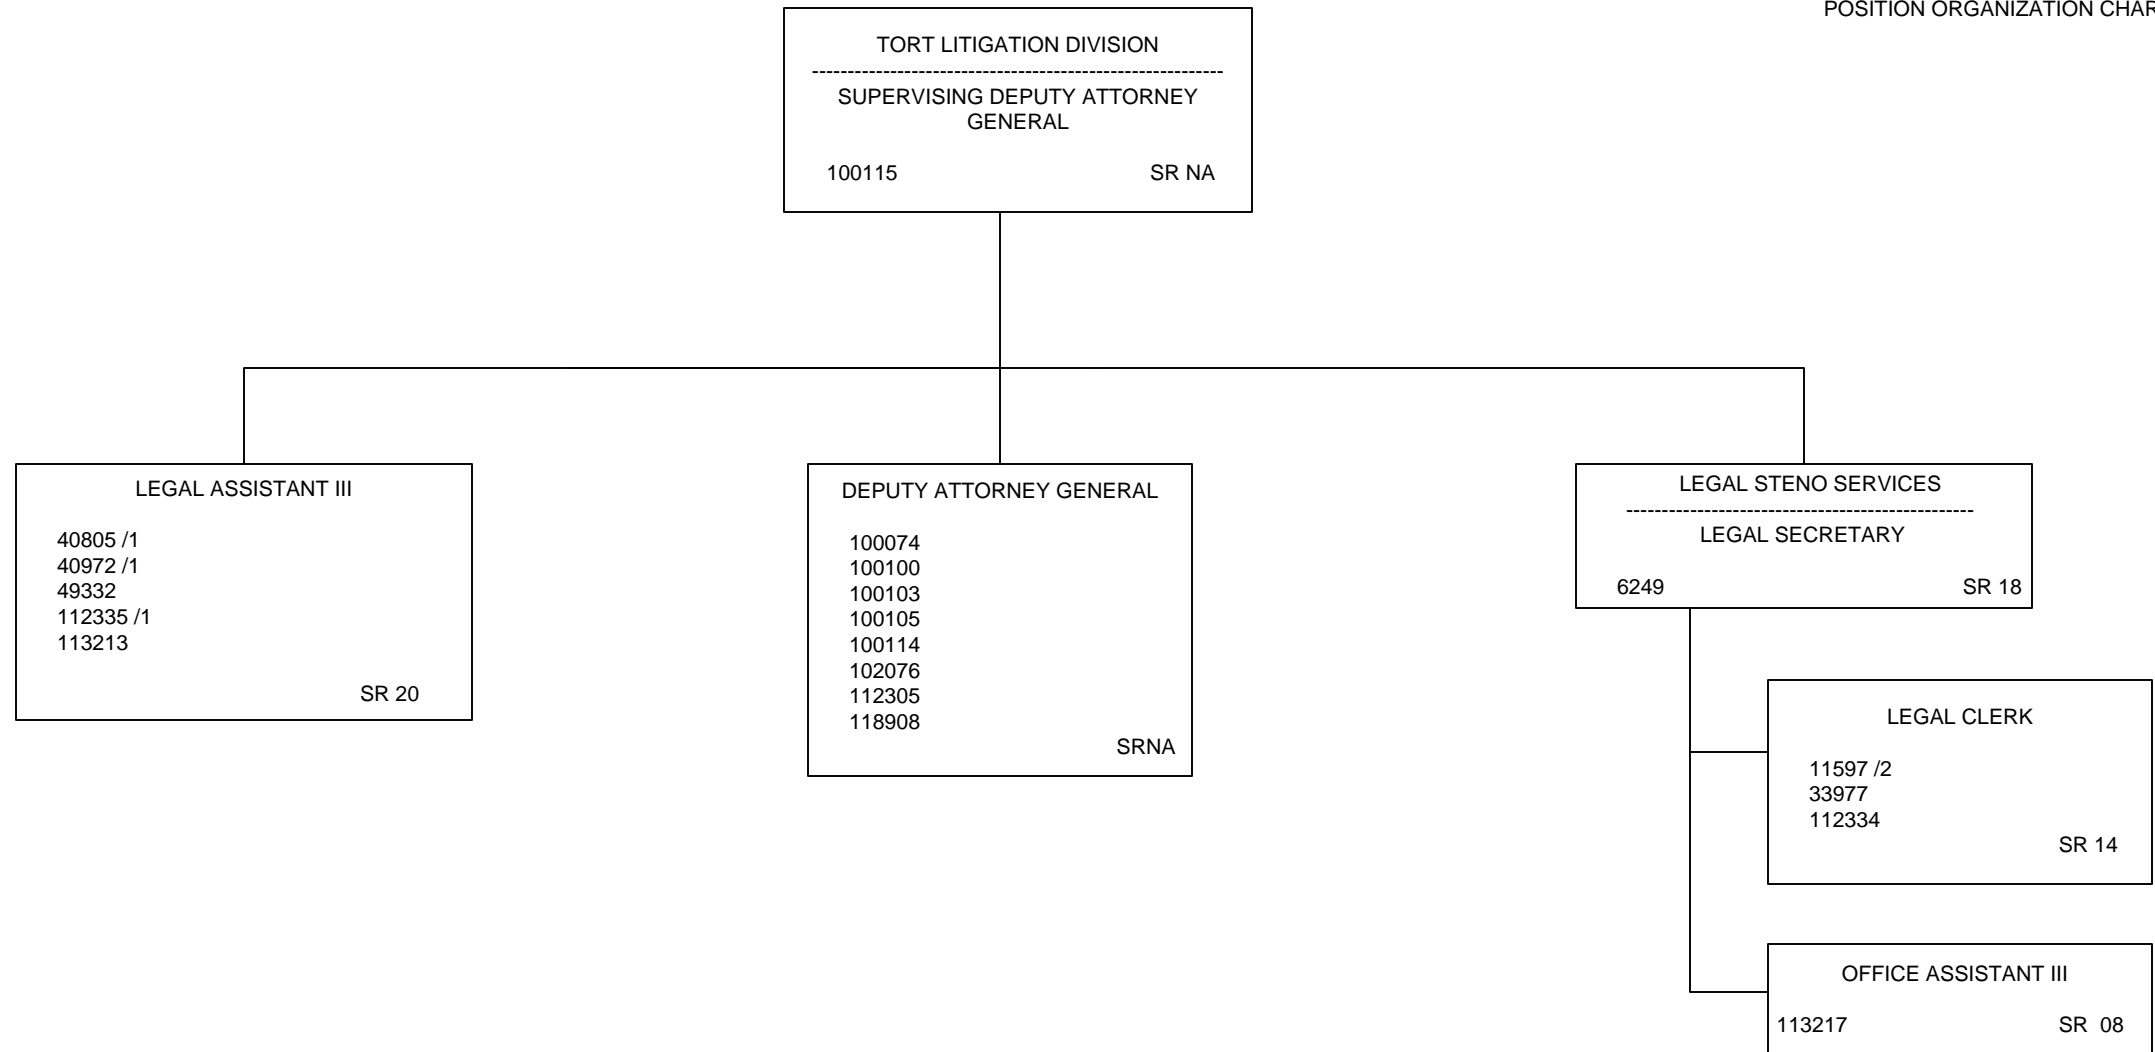 POSITION ORGANIZATION CHAR
TORT LITIGATION DIVISION
----------------------------------------------------------
SUPERVISING DEPUTY ATTORNEY
GENERAL
100115 SR NA
LEGAL ASSISTANT III
40805 /1
40972 /1
49332
112335 /1
113213
SR 20
DEPUTY ATTORNEY GENERAL
100074
100100
100103
100105
100114
102076
112305
118908
SRNA
LEGAL STENO SERVICES
-------------------------------------------------
LEGAL SECRETARY
6249 SR 18
LEGAL CLERK
11597 /2
33977
112334
SR 14
OFFICE ASSISTANT III
113217 SR 08